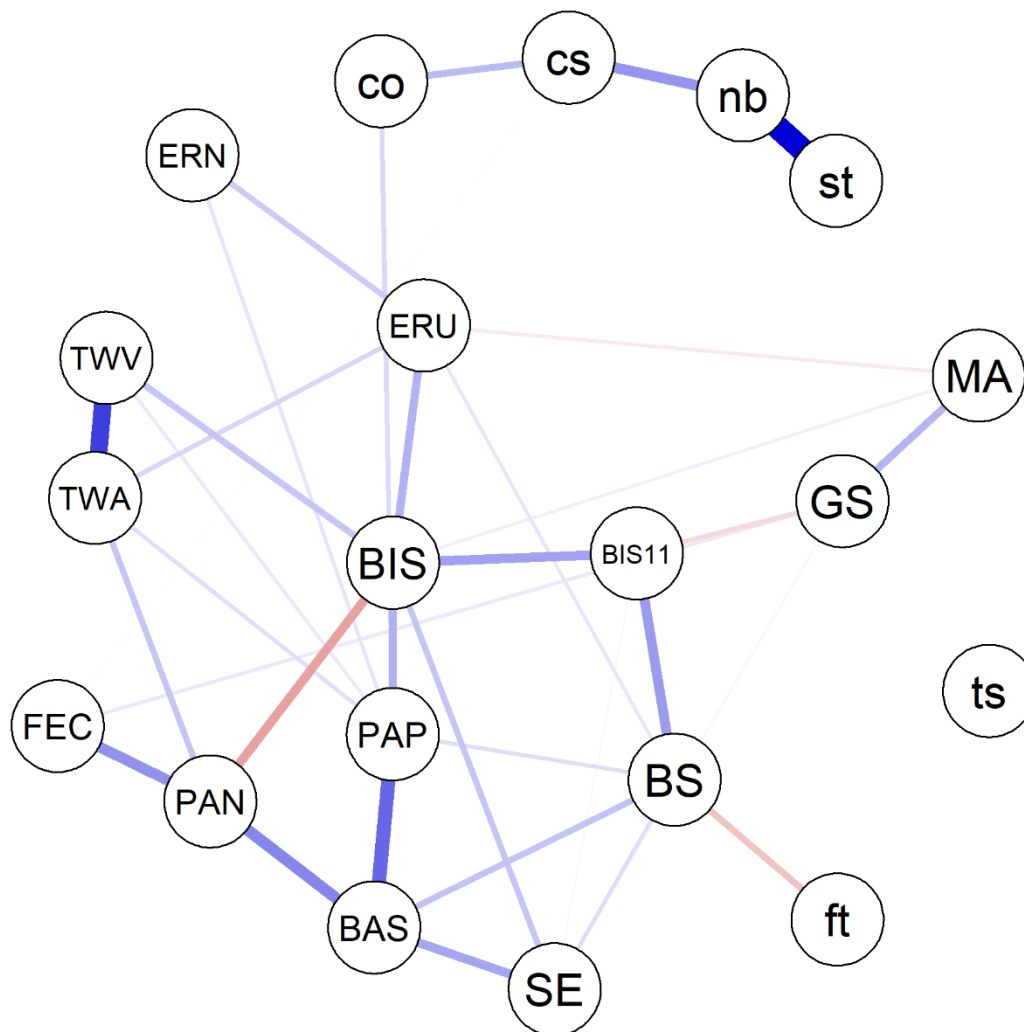 cs
co
nb
ERN
st
ERU
TWV
MA
TWA
GS
BIS
BIS11
ts
FEC
PAP
BS
PAN
ft
BAS
SE